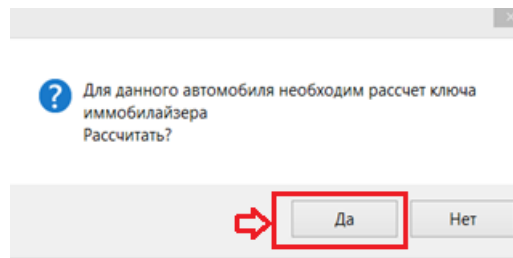 Для данного автомобиля необходим рассчет ключа
иммобилайзера
Рассчитать?
Да
Нет